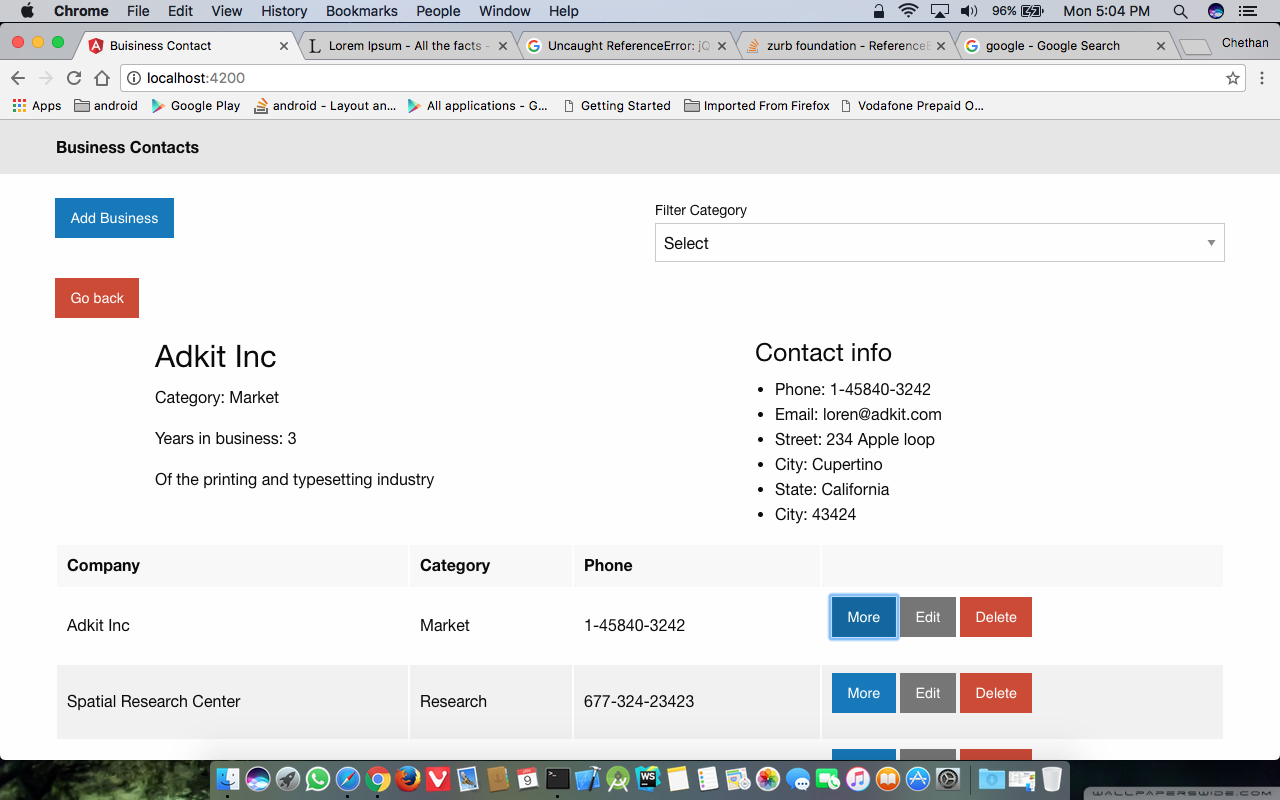 Chrome File Edit View History Bookmarks People Window Help 96% Mon 5:04 PM
Buisiness Contact Lorem Ipsum - All the facts - Uncaught ReferenceError: jQ zurb foundation - ReferenceE google - Google Search Chethan
localhost:4200
Apps android Google Play android - Layout an... All applications - G... Getting Started Imported From Firefox Vodafone Prepaid O...
Business Contacts
Add Business
Filter Category
Select
Go back
Adkit Inc
Category: Market
Years in business: 3
Of the printing and typesetting industry
Contact info
Phone: 1-45840-3242
Email: loren@adkit.com
Street: 234 Apple loop
City: Cupertino
State: California
City: 43424
Company Category Phone
Adkit Inc Market 1-45840-3242 More Edit Delete
Spatial Research Center Research 677-324-23423 More Edit Delete
9
WS
WALLPAPERSWIDE.COM